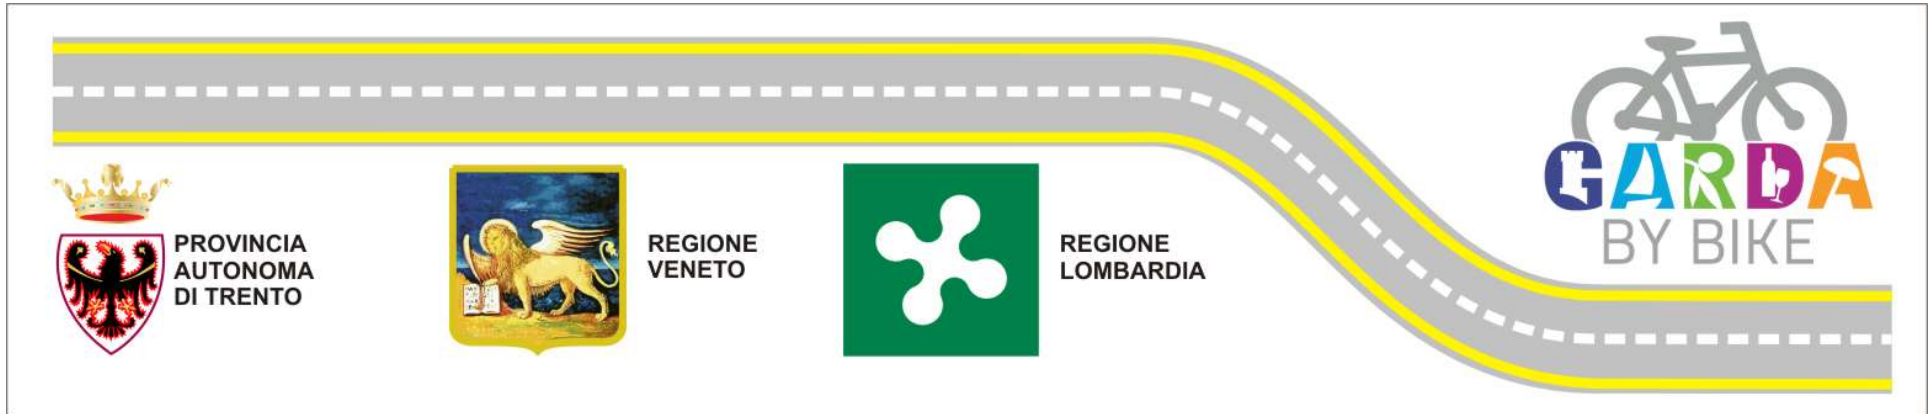 PROVINCIA
AUTONOMA
DI TRENTO
REGIONE
VENETO
REGIONE
LOMBARDIA
GARDA
BY BIKE